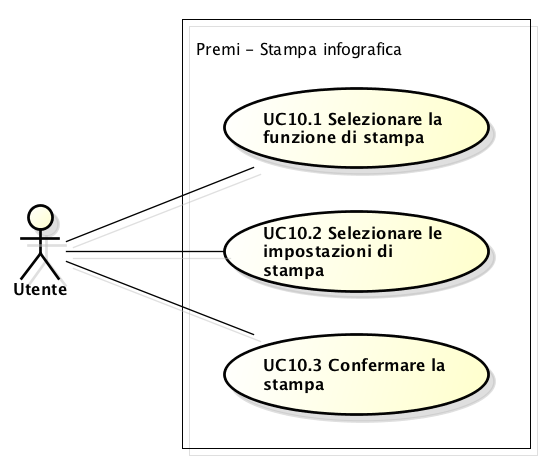 Premi - Stampa infografica
UC10.1 Selezionare la
funzione di stampa
UC10.2 Selezionare le
impostazioni di
stampa
Utente
UC10.3 Confermare la
stampa